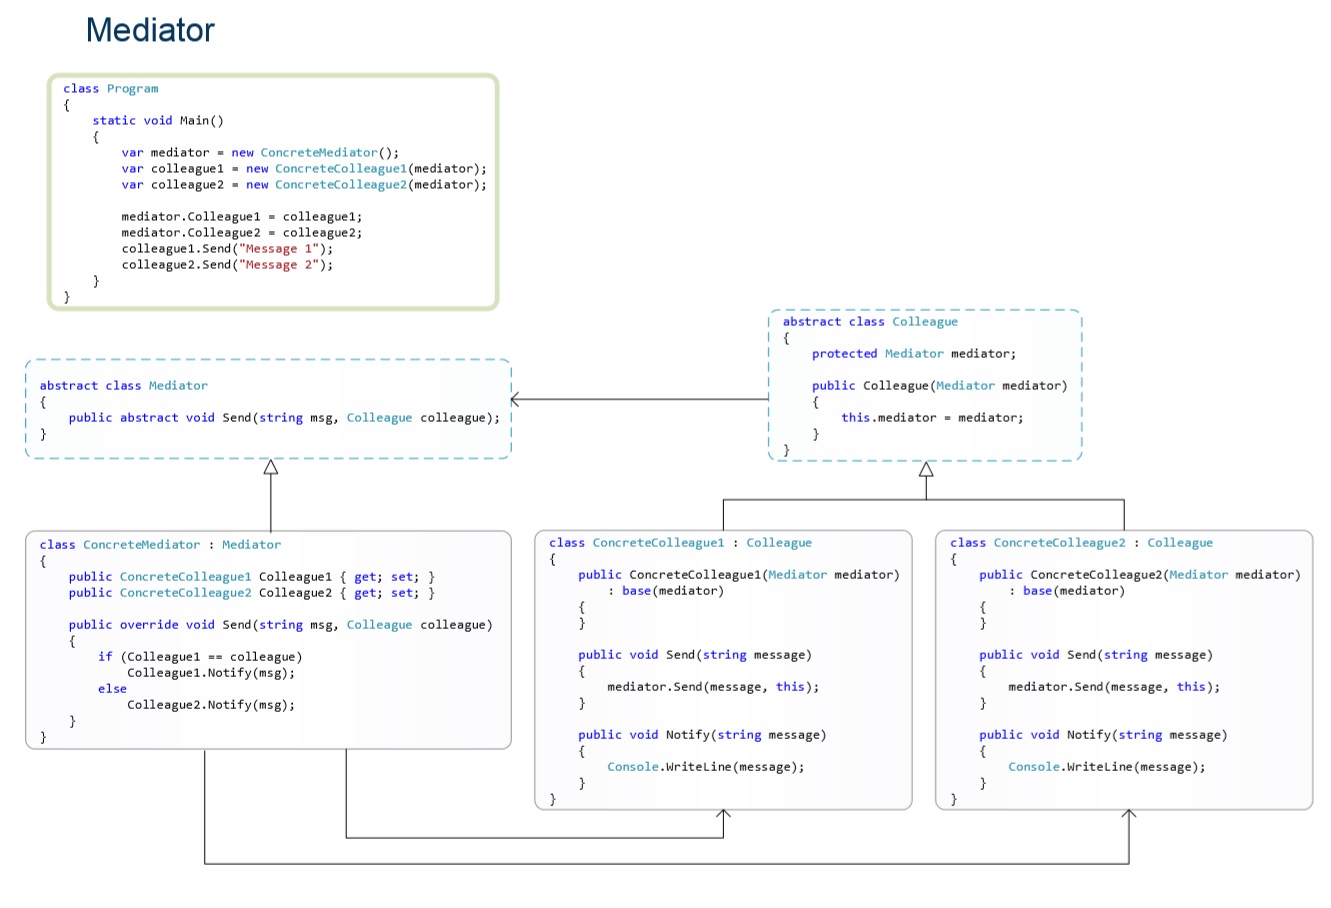 Mediator
class Program
{
    static void Main()
    {
        var mediator = new ConcreteMediator();
        var colleague1 = new ConcreteColleague1(mediator);
        var colleague2 = new ConcreteColleague2(mediator);

        mediator.Colleague1 = colleague1;
        mediator.Colleague2 = colleague2;
        colleague1.Send("Message 1");
        colleague2.Send("Message 2");
    }
}
abstract class Mediator
{
    public abstract void Send(string msg, Colleague colleague);
}
abstract class Colleague
{
    protected Mediator mediator;

    public Colleague(Mediator mediator)
    {
        this.mediator = mediator;
    }
}
class ConcreteMediator : Mediator
{
    public ConcreteColleague1 Colleague1 { get; set; }
    public ConcreteColleague2 Colleague2 { get; set; }

    public override void Send(string msg, Colleague colleague)
    {
        if (Colleague1 == colleague)
            Colleague1.Notify(msg);
        else
            Colleague2.Notify(msg);
    }
}
class ConcreteColleague1 : Colleague
{
    public ConcreteColleague1(Mediator mediator)
        : base(mediator)
    {
    }

    public void Send(string message)
    {
        mediator.Send(message, this);
    }

    public void Notify(string message)
    {
        Console.WriteLine(message);
    }
}
class ConcreteColleague2 : Colleague
{
    public ConcreteColleague2(Mediator mediator)
        : base(mediator)
    {
    }

    public void Send(string message)
    {
        mediator.Send(message, this);
    }

    public void Notify(string message)
    {
        Console.WriteLine(message);
    }
}